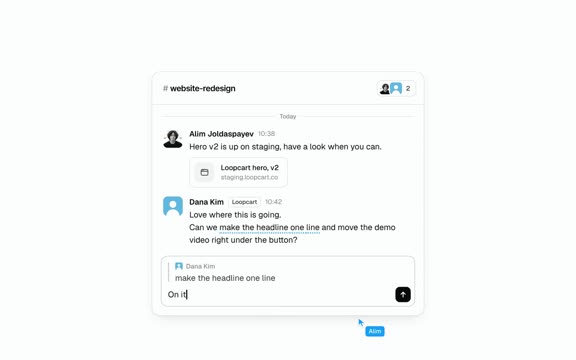 # website-redesign
2
Today
Alim Joldaspayev 10:38
Hero v2 is up on staging, have a look when you can.
Loopcart hero, v2
staging.loopcart.co
Dana Kim Loopcart 10:42
Love where this is going.
Can we make the headline one line and move the demo
video right under the button?
Dana Kim
make the headline one line
On it
Alim